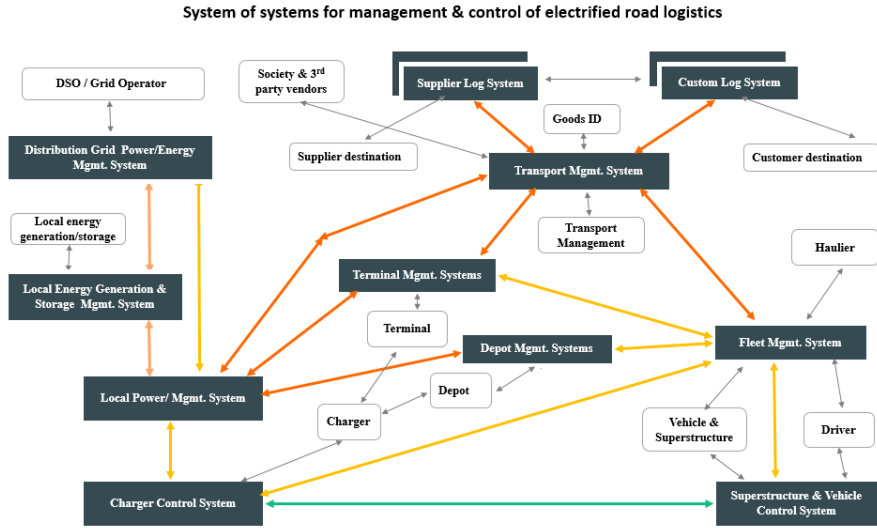 System of systems for management & control of electrified road logistics
DSO / Grid Operator
Society & 3rd
party vendors
Supplier Log System
Custom Log System
Goods ID
Distribution Grid Power/Energy
Mgmt. System
Supplier destination
Transport Mgmt. System
Customer destination
Local energy
generation/storage
Transport
Management
Haulier
Local Energy Generation &
Storage Mgmt. System
Terminal Mgmt. Systems
Terminal
Depot Mgmt. Systems
Fleet Mgmt. System
Local Power/ Mgmt. System
Depot
Charger
Vehicle &
Superstructure
Driver
Charger Control System
Superstructure & Vehicle
Control System